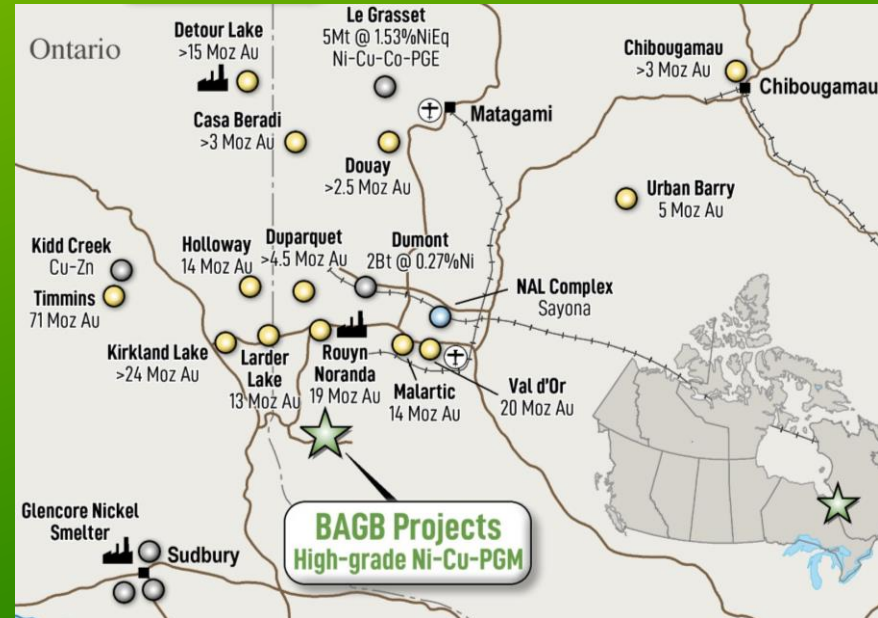 Ontario
Detour Lake
>15 Moz Au
Le Grasset
5Mt @ 1.53%NiEq
Ni-Cu-Co-PGE
Chibougamau
>3 Moz Au
Chibougamau
Matagami
Casa Beradi
>3 Moz Au
Douay
>2.5 Moz Au
Urban Barry
5 Moz Au
Kidd Creek
Cu-Zn
Timmins
71 Moz Au
Holloway
14 Moz Au
Duparquet
>4.5 Moz Au
Dumont
2Bt @ 0.27%Ni
NAL Complex
Sayona
Kirkland Lake
>24 Moz Au
Larder
Lake
13 Moz Au
Rouyn
Noranda
19 Moz Au
Malartic
14 Moz Au
Val d'Or
20 Moz Au
BAGB Projects
High-grade Ni-Cu-PGM
Glencore Nickel
Smelter
Sudbury